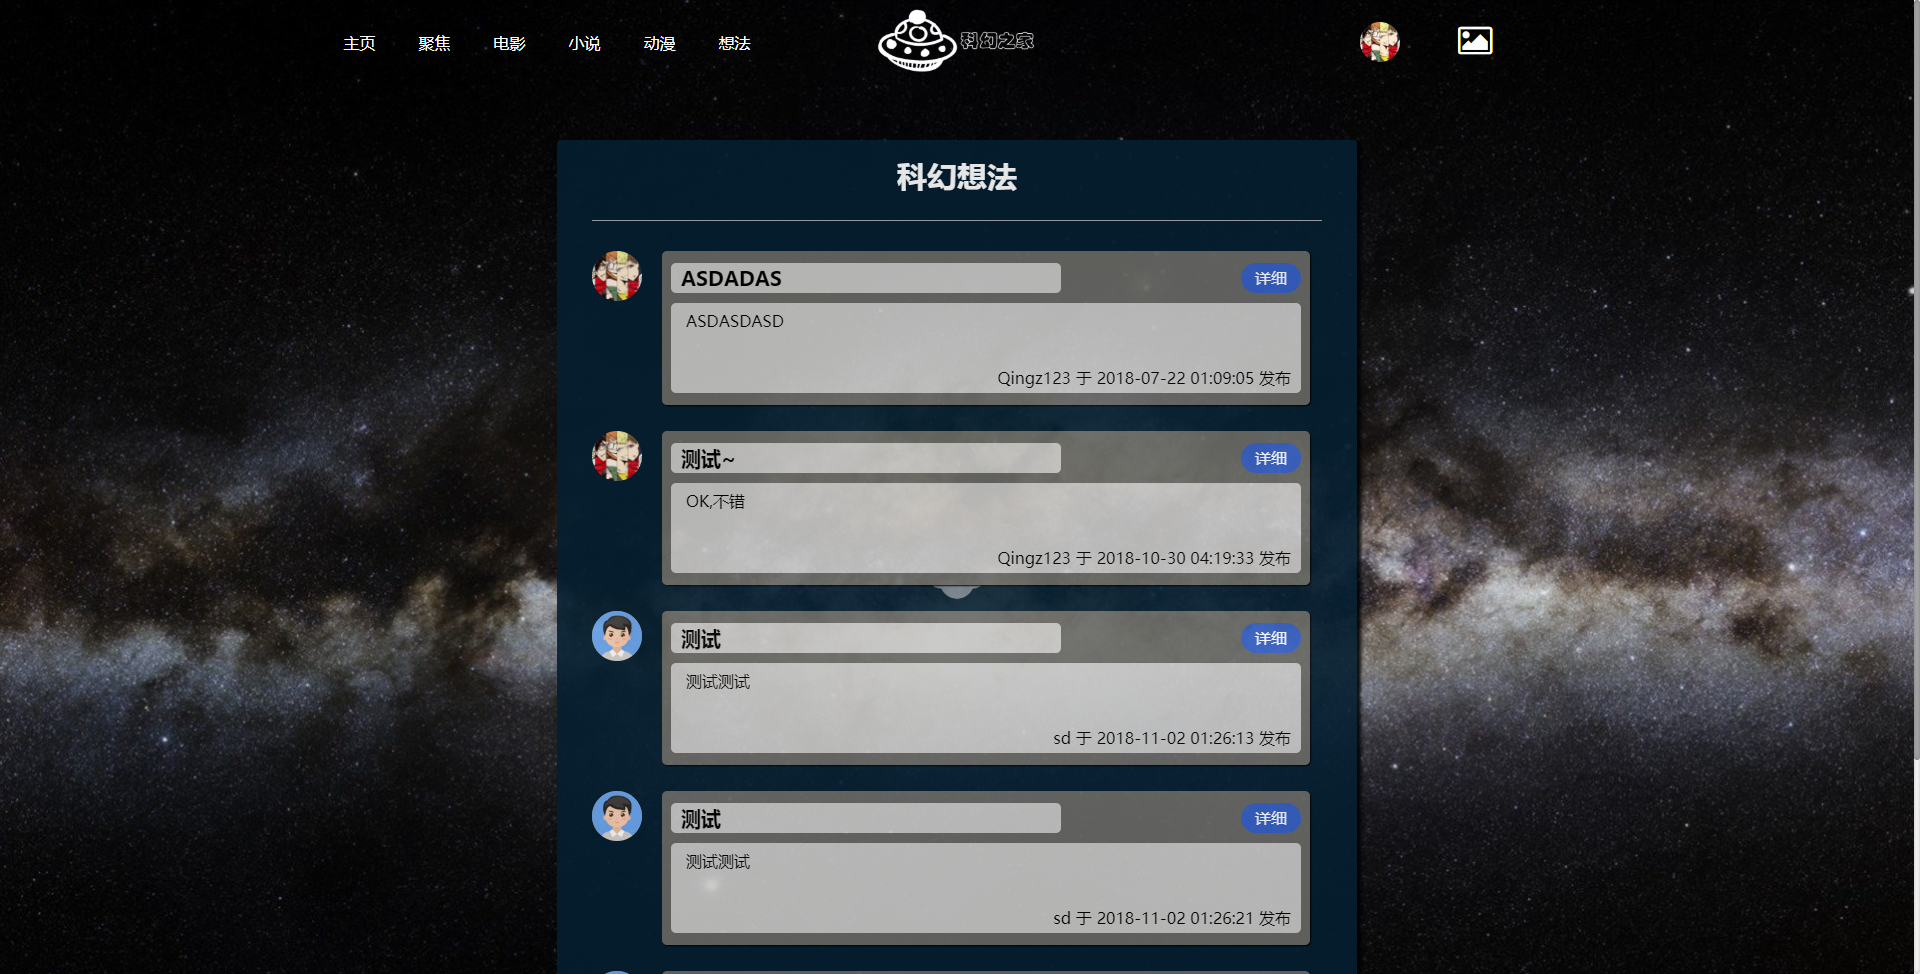 主页 聚焦 电影 小说 动漫 想法 科幻之家
科幻想法
ASDADAS 详细
ASDASDASD
Qingz123 于 2018-07-22 01:09:05 发布
测试~ 详细
OK,不错
Qingz123 于 2018-10-30 04:19:33 发布
测试 详细
测试测试
sd 于 2018-11-02 01:26:13 发布
测试 详细
测试测试
sd 于 2018-11-02 01:26:21 发布